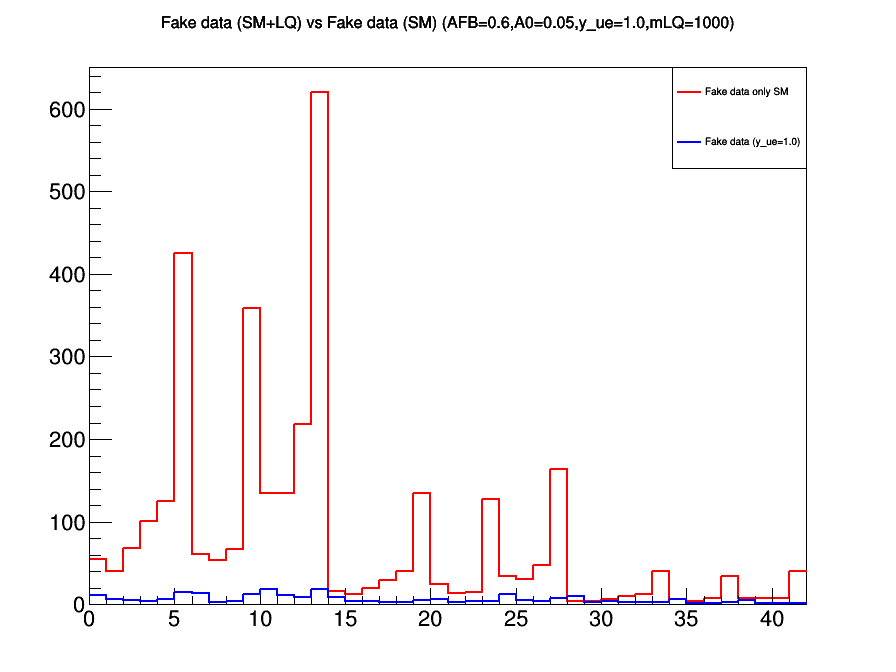 Fake data (SM+LQ) vs Fake data (SM) (AFB=0.6,A0=0.05,y_ue=1.0,mLQ=1000)
Fake data only SM
Fake data (y_ue=1.0)
600
500
400
300
200
100
0
0 5 10 15 20 25 30 35 40